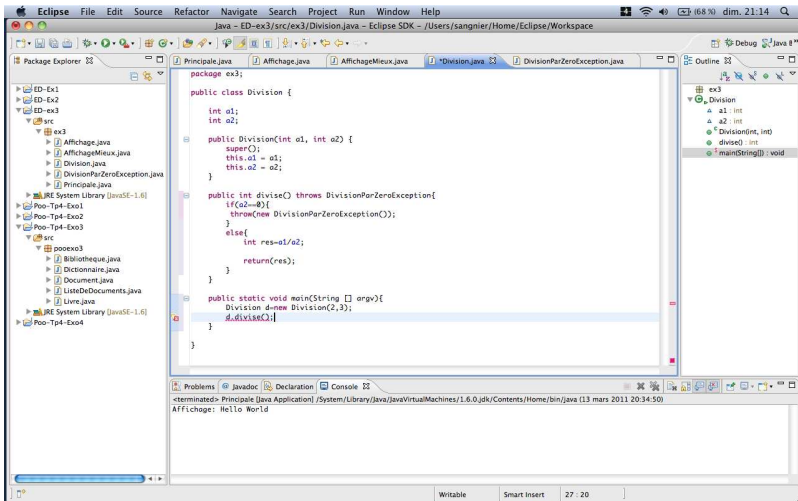 Eclipse File Edit Source Refactor Navigate Search Project Run Window Help (68 %) dim. 21:14
Java – ED-ex3/src/ex3/Division.java – Eclipse SDK – /Users/sangnier/Home/Eclipse/Workspace
Debug Java
Package Explorer
ED-Ex1
ED-Ex2
ED-ex3
src
ex3
Affichage.java
AffichageMieux.java
Division.java
DivisionParZeroException.java
Principale.java
JRE System Library [JavaSE-1.6]
Poo-Tp4-Exo1
Poo-Tp4-Exo2
Poo-Tp4-Exo3
src
pooexo3
Bibliotheque.java
Dictionnaire.java
Document.java
ListeDeDocuments.java
Livre.java
JRE System Library [JavaSE-1.6]
Poo-Tp4-Exo4
Principale.java Affichage.java AffichageMieux.java *Division.java DivisionParZeroException.java
package ex3;
public class Division {
int a1;
int a2;
public Division(int a1, int a2) {
super();
this.a1 = a1;
this.a2 = a2;
}
public int divise() throws DivisionParZeroException{
if(a2==0){
throw(new DivisionParZeroException());
}
else{
int res=a1/a2;
return(res);
}
}
public static void main(String [] argv){
Division d=new Division(2,3);
d.divise();
}
}
Outline
ex3
Division
a1 : int
a2 : int
Division(int, int)
divise() : int
main(String[]) : void
Problems @ Javadoc Declaration Console
<terminated> Principale [Java Application] /System/Library/Java/JavaVirtualMachines/1.6.0.jdk/Contents/Home/bin/java (13 mars 2011 20:34:50)
Affichage: Hello World
Writable Smart Insert 27 : 20